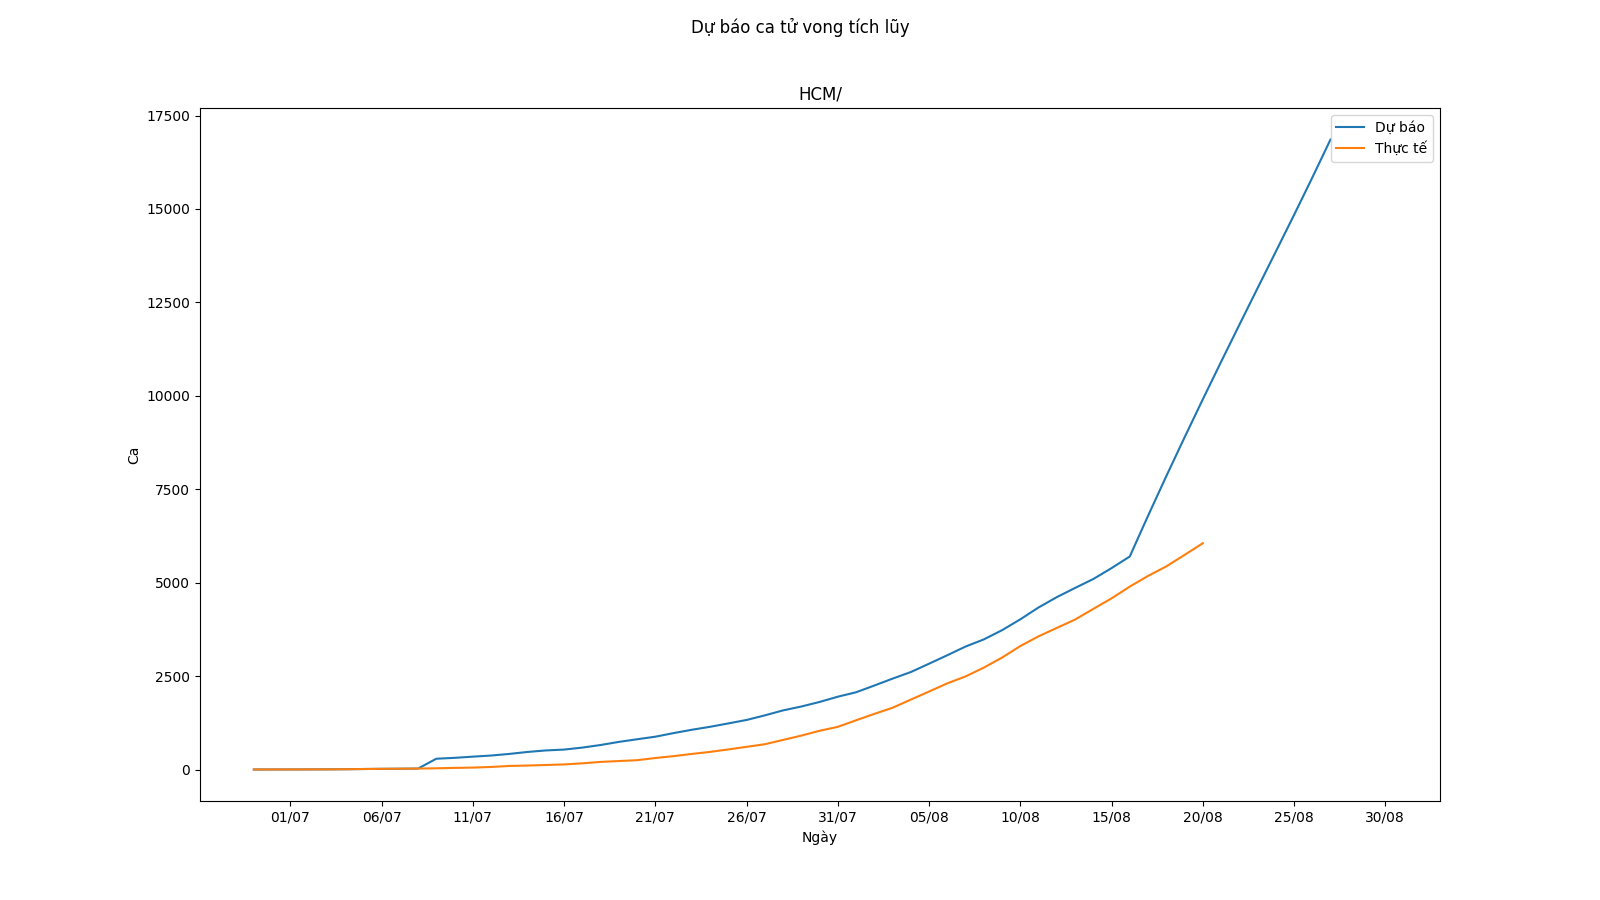 Dự báo ca tử vong tích lũy
HCM/
17500
15000
12500
10000
7500
5000
2500
0
Ca
Dự báo
Thực tế
01/07 06/07 11/07 16/07 21/07 26/07 31/07 05/08 10/08 15/08 20/08 25/08 30/08
Ngày